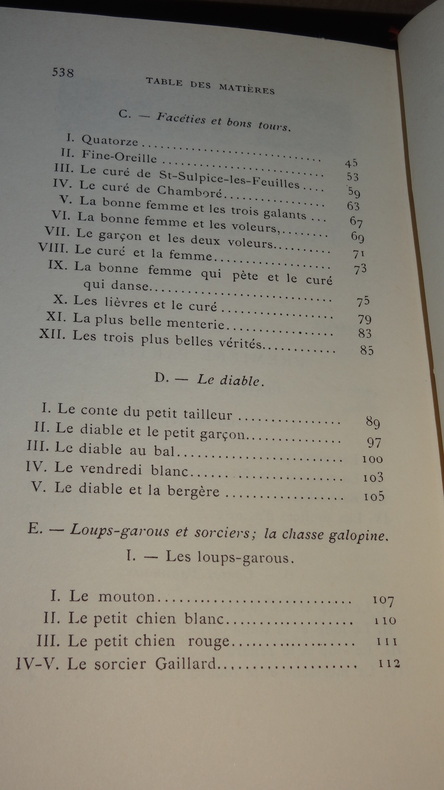 538
TABLE DES MATIÈRES
C. — Facéties et bons tours.
I. Quatorze ........................ 45
II. Fine-Oreille ........................ 53
III. Le curé de St-Sulpice-les-Feuilles.... 59
IV. Le curé de Chamboré................ 63
V. La bonne femme et les trois galants ... 67
VI. La bonne femme et les voleurs,....... 69
VII. Le garçon et les deux voleurs......... 71
VIII. Le curé et la femme................. 73
IX. La bonne femme qui pète et le curé
qui danse........................ 75
X. Les lièvres et le curé ................ 79
XI. La plus belle menterie............... 83
XII. Les trois plus belles vérités........... 85
D. — Le diable.
I. Le conte du petit tailleur .............. 89
II. Le diable et le petit garçon............. 97
III. Le diable au bal........................ 100
IV. Le vendredi blanc...................... 103
V. Le diable et la bergère ................ 105
E. — Loups-garous et sorciers; la chasse galopine.
I. — Les loups-garous.
I. Le mouton............................ 107
II. Le petit chien blanc.................. 110
III. Le petit chien rouge.................. 111
IV-V. Le sorcier Gaillard.................... 112